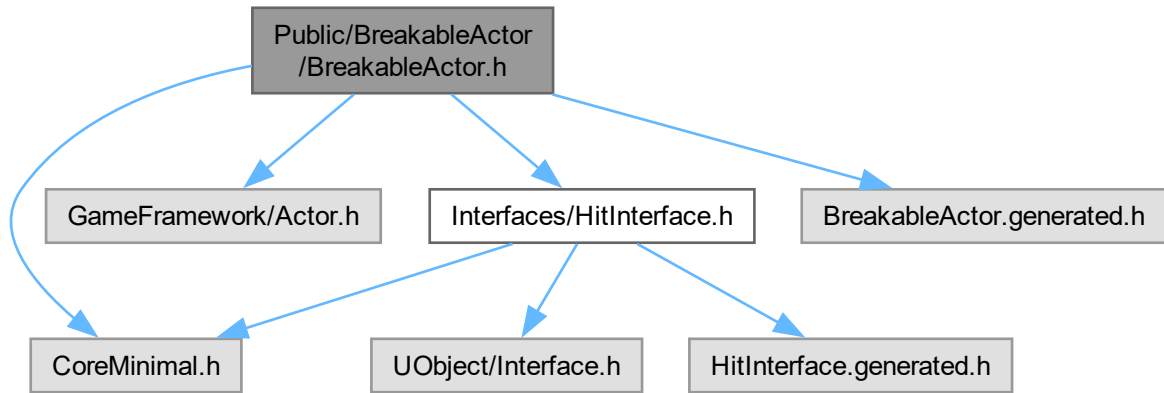 Public/BreakableActor
/BreakableActor.h
GameFramework/Actor.h
Interfaces/HitInterface.h
BreakableActor.generated.h
CoreMinimal.h
UObject/Interface.h
HitInterface.generated.h